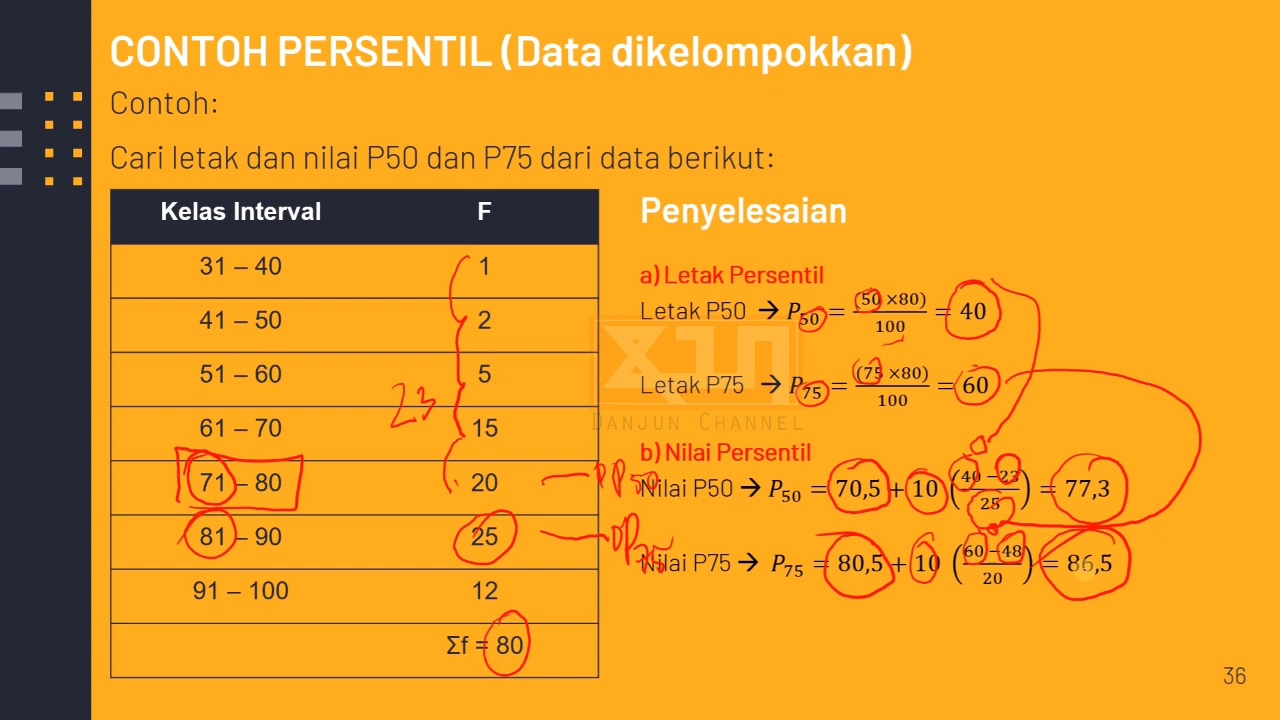 CONTOH PERSENTIL (Data dikelompokkan)
Contoh:
Cari letak dan nilai P50 dan P75 dari data berikut:
Kelas Interval F
31 – 40 1
41 – 50 2
51 – 60 5
61 – 70 15
71 – 80 20
81 – 90 25
91 – 100 12
Σf = 80
23
PP50
PP75
Penyelesaian
a) Letak Persentil
Letak P50 → P₅₀ = (50 ×80)/100 = 40
Letak P75 → P₇₅ = (75 ×80)/100 = 60
XJN
DANJUN CHANNEL
b) Nilai Persentil
Nilai P50 → P₅₀ = 70,5 + 10 ((40 −23)/25) = 77,3
Nilai P75 → P₇₅ = 80,5 + 10 ((60 −48)/20) = 86,5
36